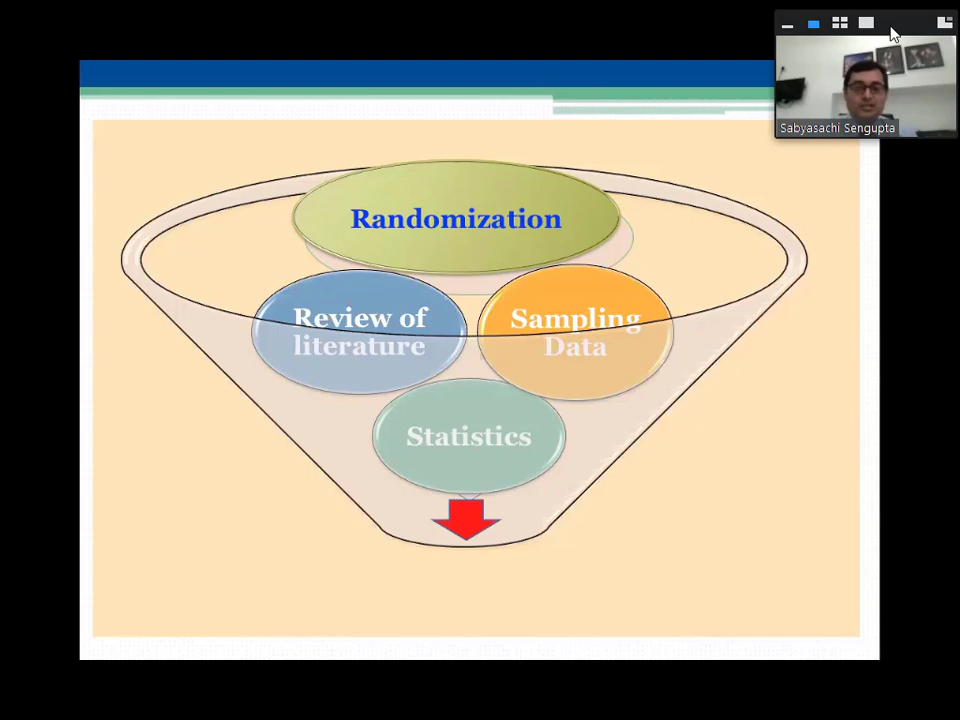 Sabyasachi Sengupta
Randomization
Review of
literature
Sampling
Data
Statistics